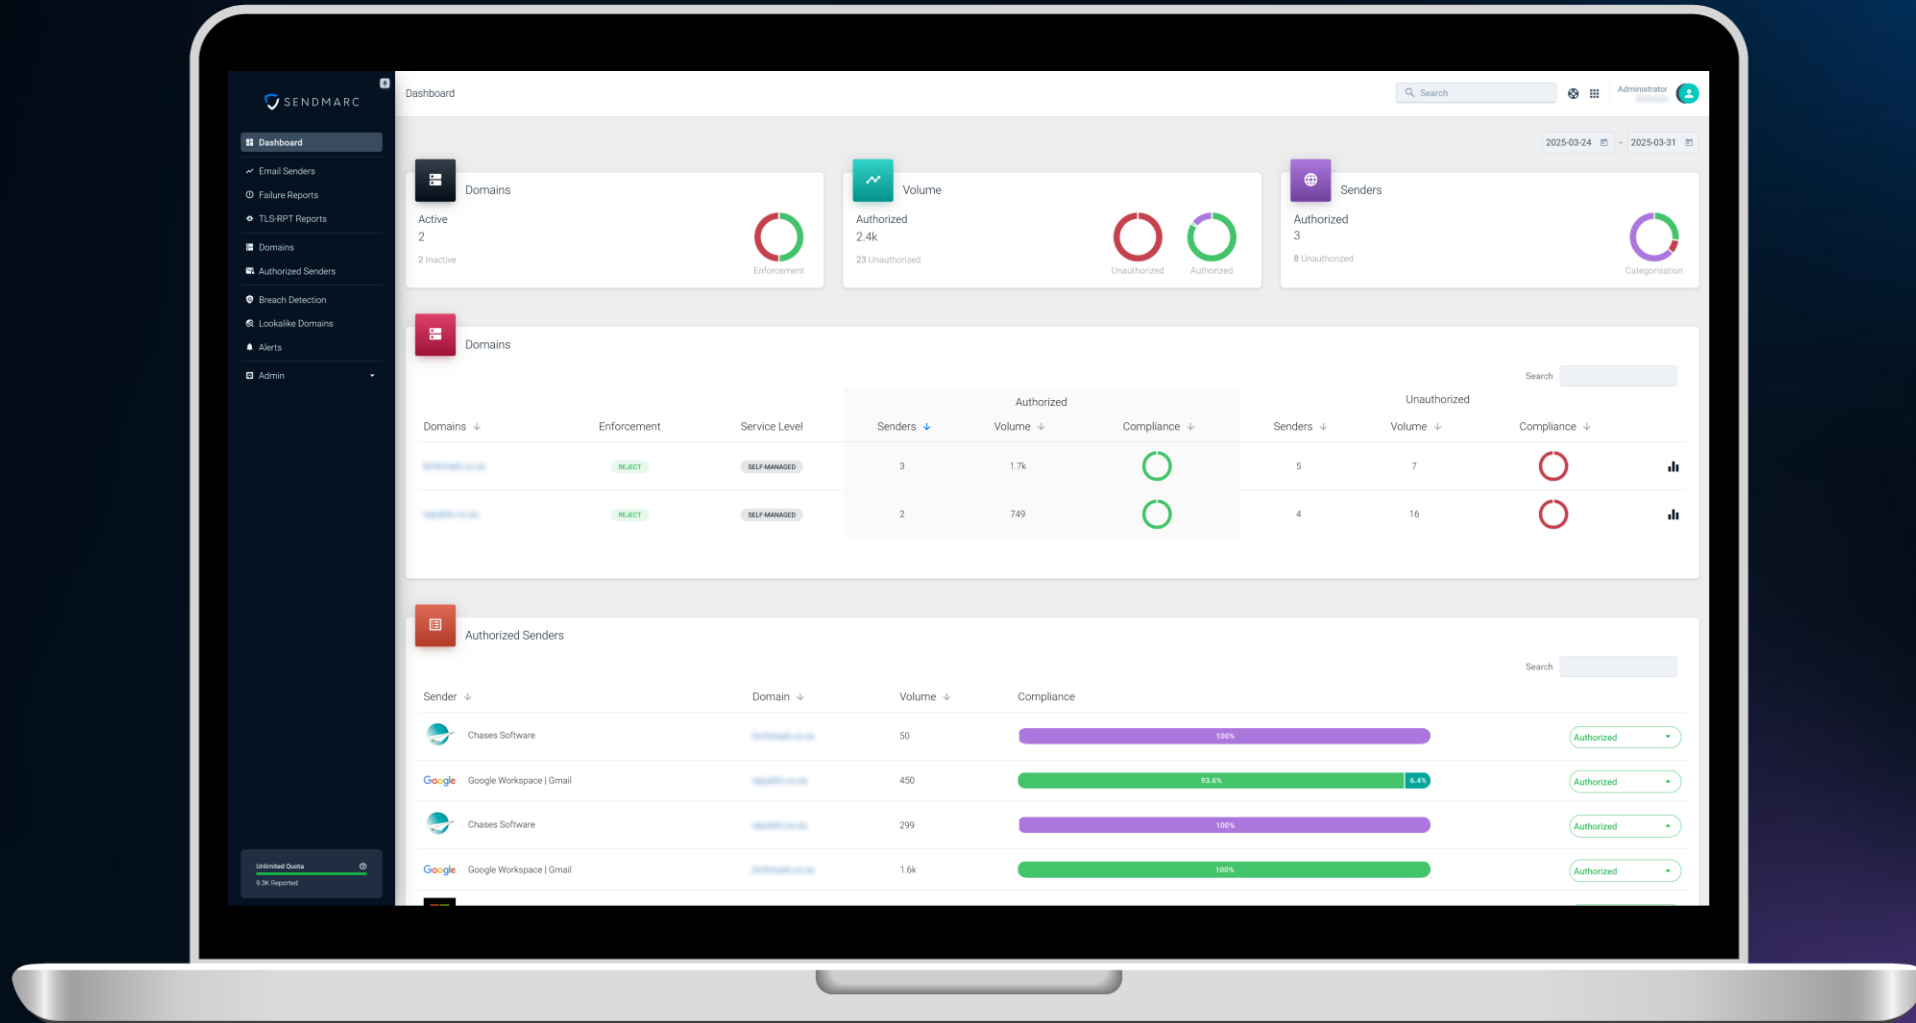 SENDMARC
Dashboard
Email Senders
Failure Reports
TLS-RPT Reports
Domains
Authorized Senders
Breach Detection
Lookalike Domains
Alerts
Admin
Unlimited Quota
9.3K Reported
Dashboard
Search
Administrator
2025-03-24 - 2025-03-31
Domains
Active
2
2 Inactive
Enforcement
Volume
Authorized
2.4k
23 Unauthorized
Unauthorized
Authorized
Senders
Authorized
3
8 Unauthorized
Categorisation
Domains
Search
Authorized
Unauthorized
Domains Enforcement Service Level Senders Volume Compliance Senders Volume Compliance
REJECT SELF-MANAGED 3 1.7k 5 7
REJECT SELF-MANAGED 2 749 4 16
Authorized Senders
Search
Sender Domain Volume Compliance
Chases Software 50 100% Authorized
Google Google Workspace | Gmail 450 93.6% 6.4% Authorized
Chases Software 299 100% Authorized
Google Google Workspace | Gmail 1.6k 100% Authorized